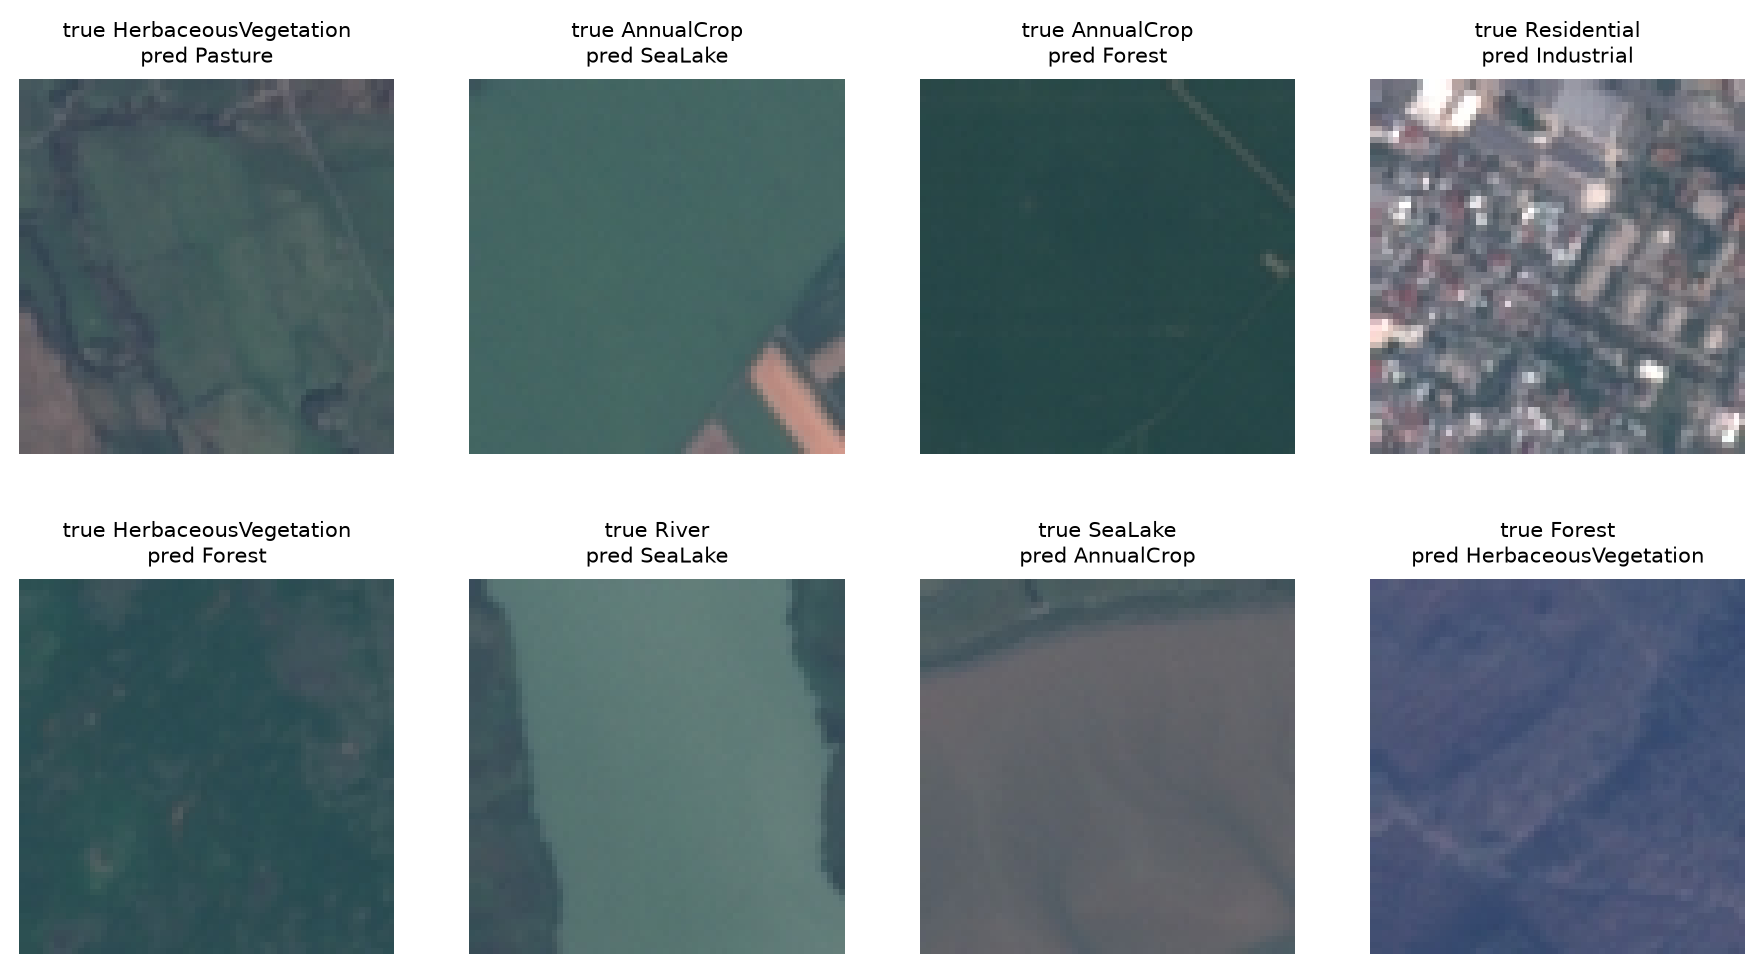 true HerbaceousVegetation
pred Pasture
true AnnualCrop
pred SeaLake
true AnnualCrop
pred Forest
true Residential
pred Industrial
true HerbaceousVegetation
pred Forest
true River
pred SeaLake
true SeaLake
pred AnnualCrop
true Forest
pred HerbaceousVegetation